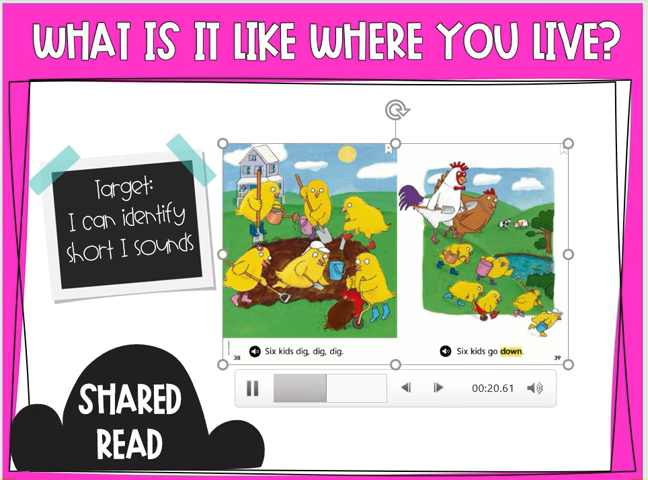 WHAT IS IT LIKE WHERE YOU LIVE?
Target:
I can identify
short I sounds
38
Six kids dig, dig, dig.
Six kids go down.
39
00:20.61
SHARED
READ